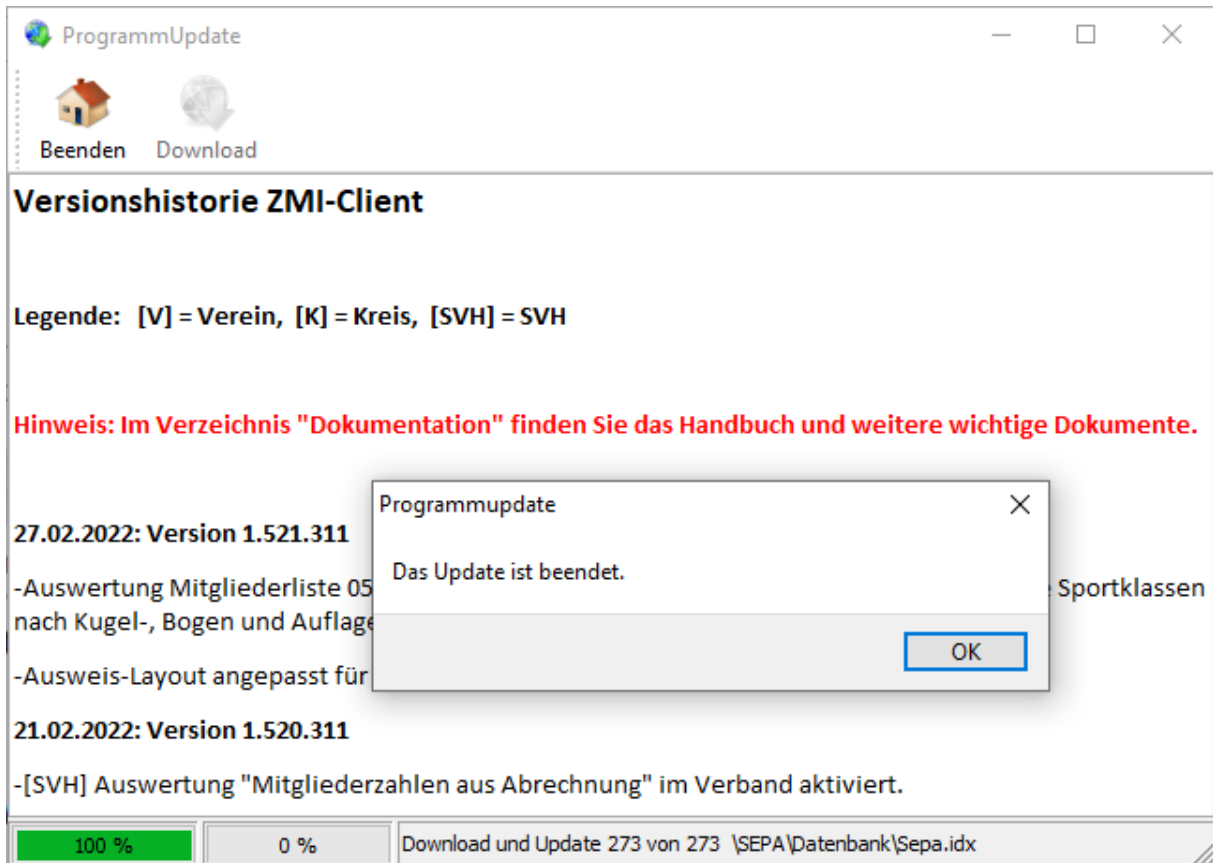 ProgrammUpdate
Beenden Download
Versionshistorie ZMI-Client
Legende: [V] = Verein, [K] = Kreis, [SVH] = SVH
Hinweis: Im Verzeichnis "Dokumentation" finden Sie das Handbuch und weitere wichtige Dokumente.
27.02.2022: Version 1.521.311
-Auswertung Mitgliederliste 05 Sportklassen
nach Kugel-, Bogen und Auflage
-Ausweis-Layout angepasst für
Programmupdate
Das Update ist beendet.
OK
21.02.2022: Version 1.520.311
-[SVH] Auswertung "Mitgliederzahlen aus Abrechnung" im Verband aktiviert.
100 % 0 % Download und Update 273 von 273 \SEPA\Datenbank\Sepa.idx